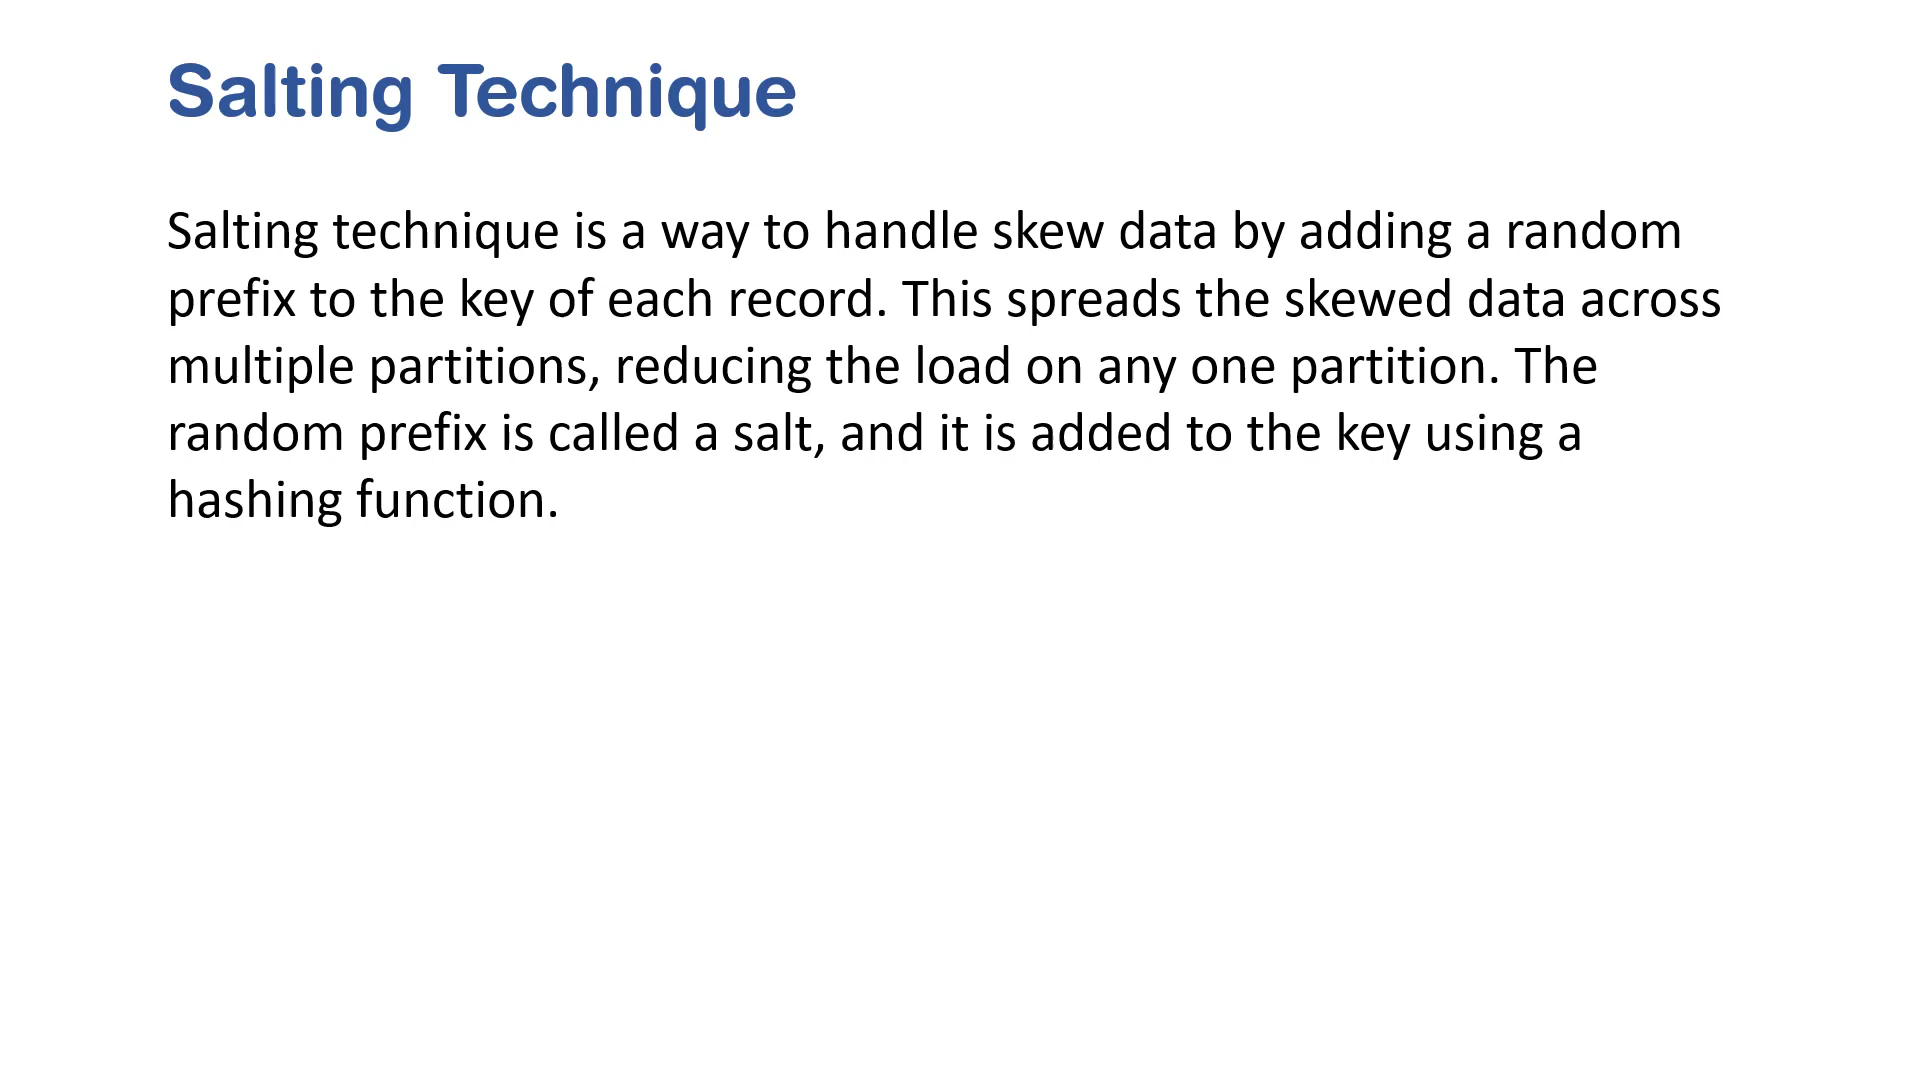 Salting Technique
Salting technique is a way to handle skew data by adding a random
prefix to the key of each record. This spreads the skewed data across
multiple partitions, reducing the load on any one partition. The
random prefix is called a salt, and it is added to the key using a
hashing function.